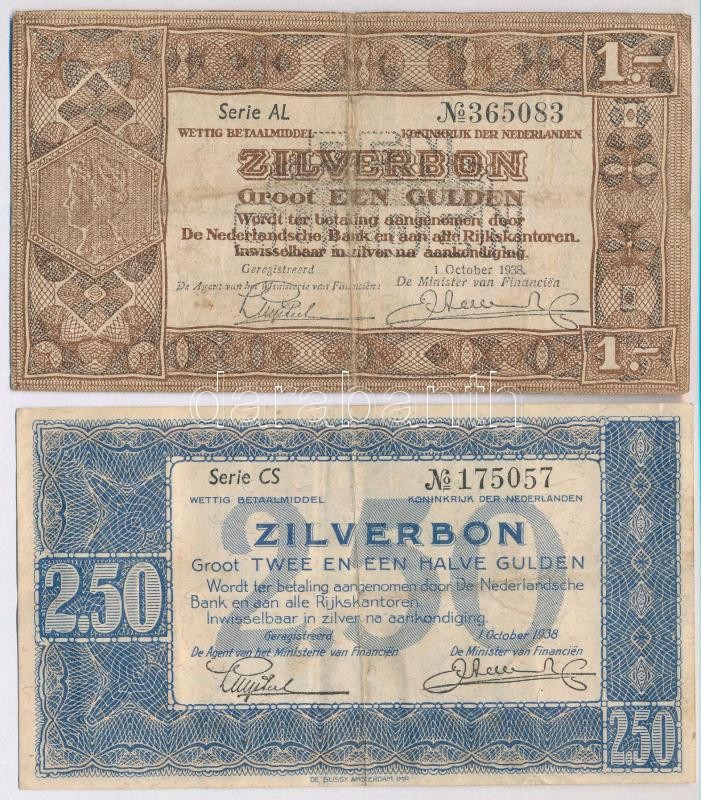 1.-
Serie AL № 365083
WETTIG BETAALMIDDEL KONINKRIJK DER NEDERLANDEN
ZILVERBON
Groot EEN GULDEN
Wordt ter betaling aangenomen door
De Nederlandsche Bank en aan alle Rijkskantoren.
Inwisselbaar in zilver na aankondiging.
Geregistreerd 1 October 1938.
De Agent van het Ministerie van Financiën: De Minister van Financiën
1.-
darabanth
Serie CS № 175057
WETTIG BETAALMIDDEL KONINKRIJK DER NEDERLANDEN
250
ZILVERBON
Groot TWEE EN EEN HALVE GULDEN
Wordt ter betaling aangenomen door De Nederlandsche
Bank en aan alle Rijkskantoren.
Inwisselbaar in zilver na aankondiging.
2.50
Geregistreerd 1 October 1938
De Agent van het Ministerie van Financiën De Minister van Financiën
2.50
DE BUSSY AMSTERDAM IMP.